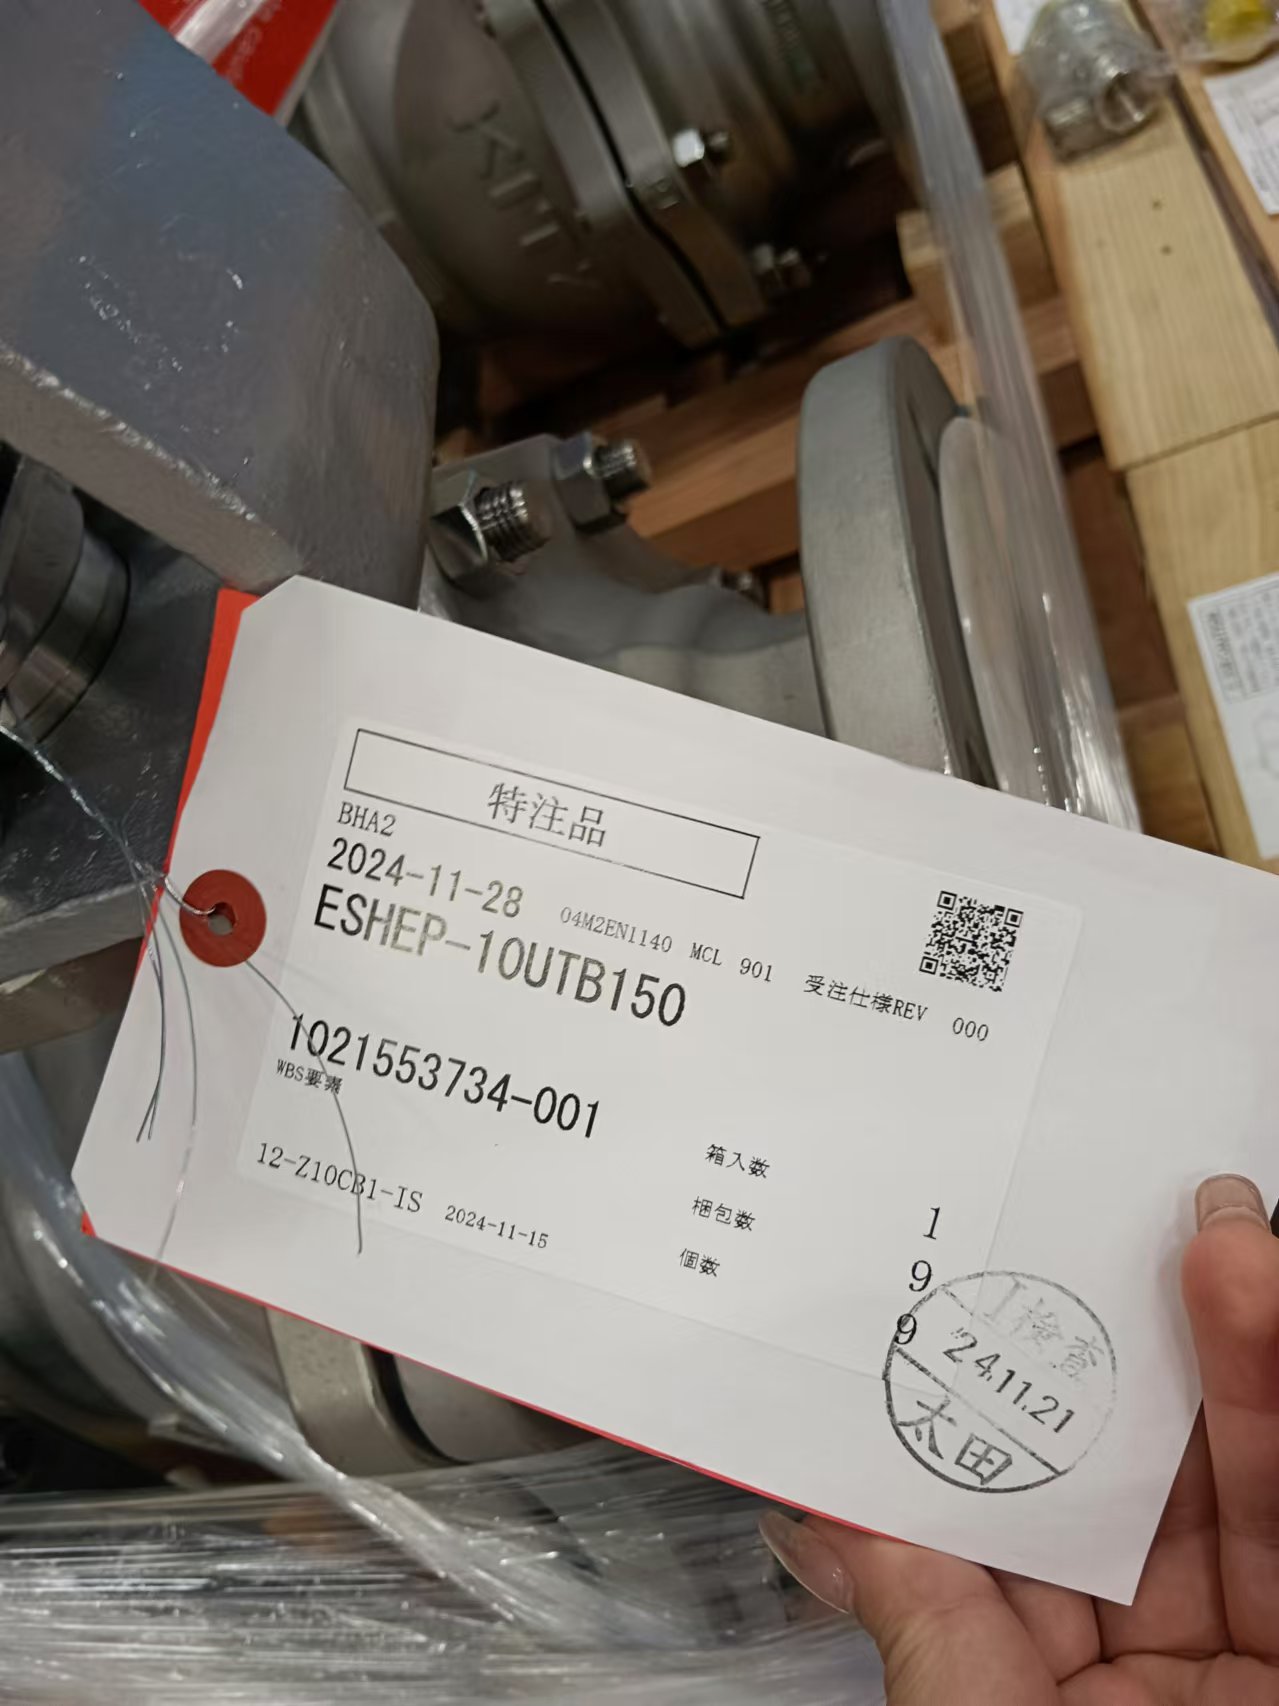 KITZ
特注品
BHA2
2024-11-28 04M2EN1140 MCL 901 受注仕様REV 000
ESHEP-10UTB150
1021553734-001
WBS要素
箱入数 1
梱包数 9
個数 9
12-Z10CB1-IS 2024-11-15
検査
'24.11.21
太田